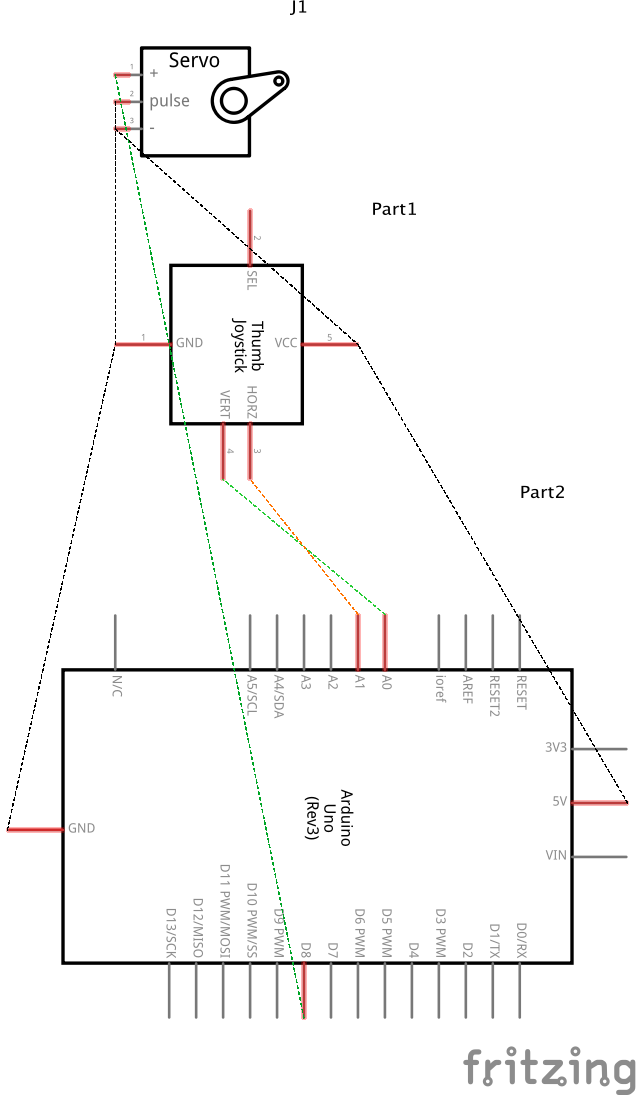 J1
Servo
1
+
2
pulse
3
-
Part1
2
SEL
Thumb
Joystick
1
GND
VCC
5
VERT
HORZ
4
3
Part2
N/C
A5/SCL
A4/SDA
A3
A2
A1
A0
ioref
AREF
RESET2
RESET
3V3
5V
Arduino
Uno
(Rev3)
GND
VIN
D13/SCK
D12/MISO
D11 PWM/MOSI
D10 PWM/SS
D9 PWM
D8
D7
D6 PWM
D5 PWM
D4
D3 PWM
D2
D1/TX
D0/RX
fritzing